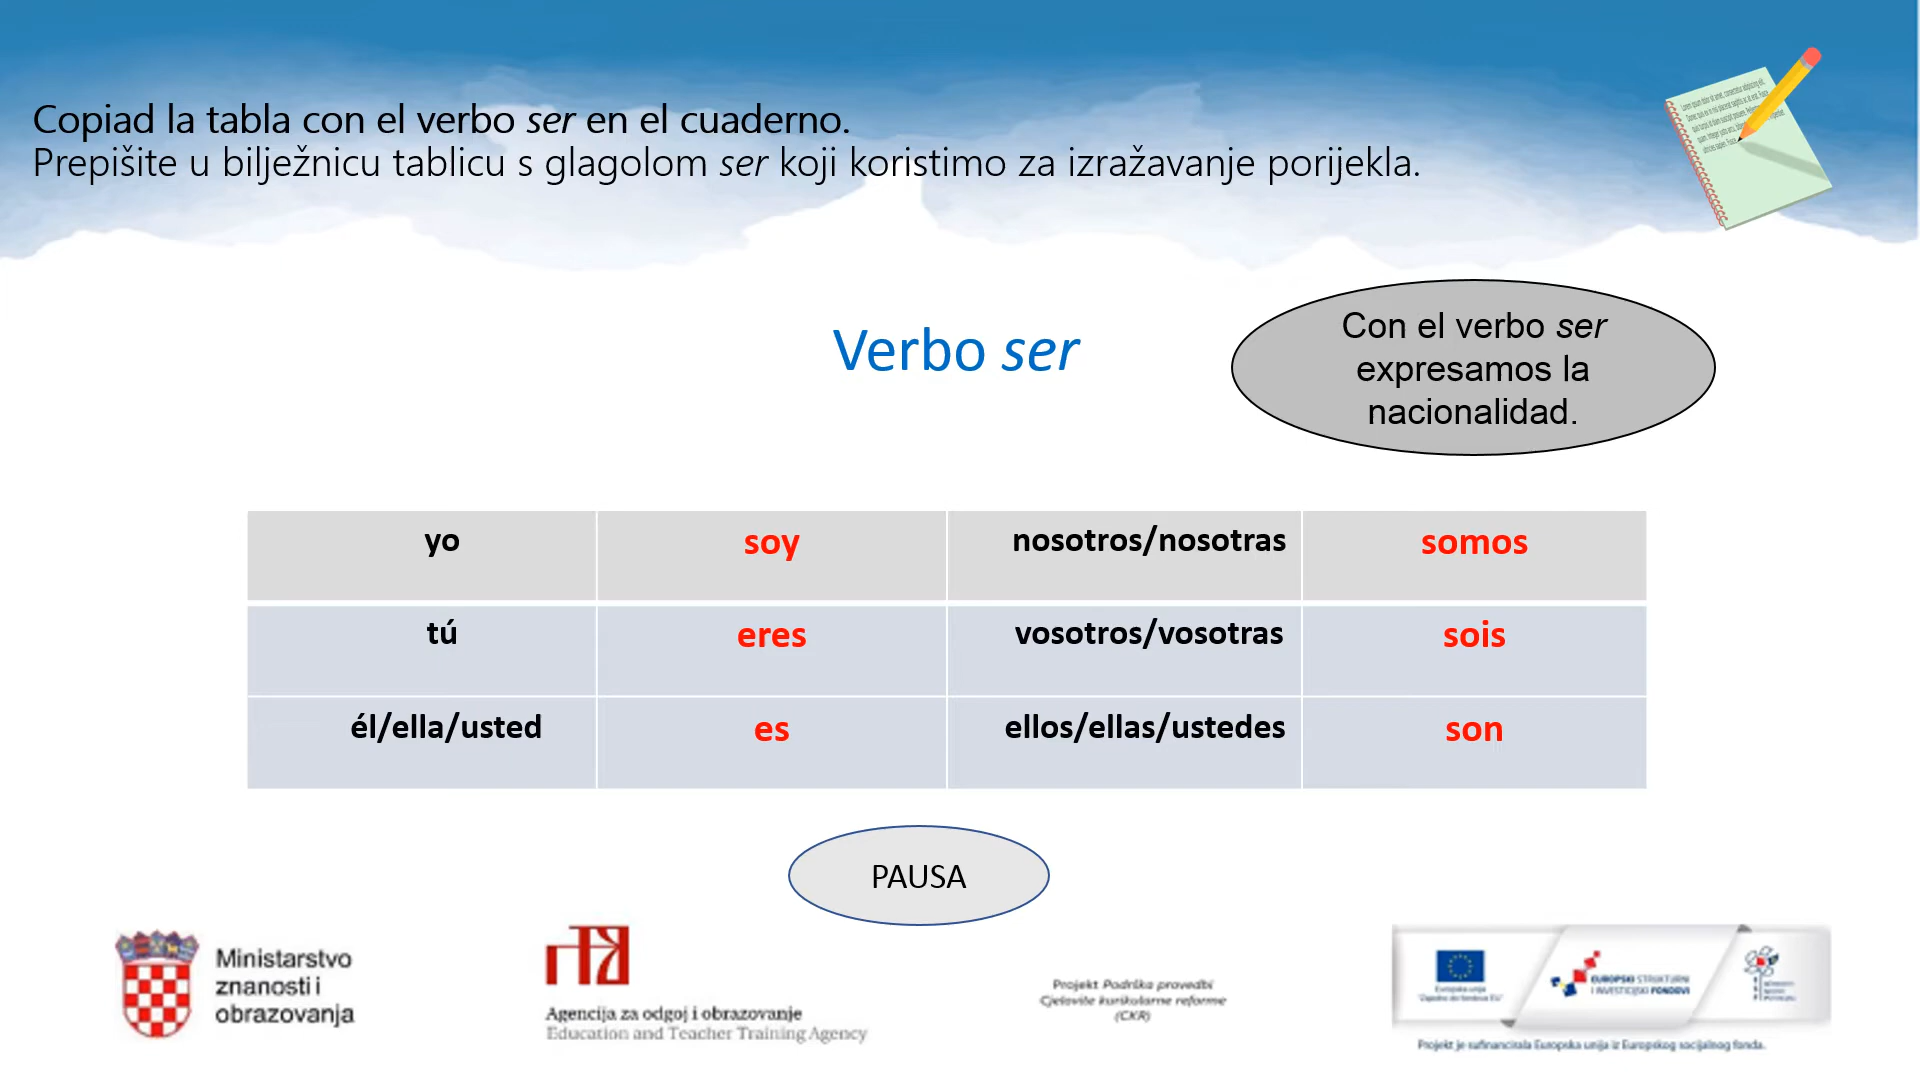 Copiad la tabla con el verbo ser en el cuaderno.
Prepišite u bilježnicu tablicu s glagolom ser koji koristimo za izražavanje porijekla.
Verbo ser
Con el verbo ser
expresamos la
nacionalidad.
yo soy nosotros/nosotras somos
tú eres vosotros/vosotras sois
él/ella/usted es ellos/ellas/ustedes son
PAUSA
Ministarstvo
znanosti i
obrazovanja
Agencija za odgoj i obrazovanje
Education and Teacher Training Agency
Projekt Podrška provedbi
Cjelovite kurikularne reforme
(CKR)
Europska unija
"Zajedno do fondova EU"
EUROPSKI STRUKTURNI
I INVESTICIJSKI FONDOVI
Projekt je sufinancirala Europska unija iz Europskog socijalnog fonda.